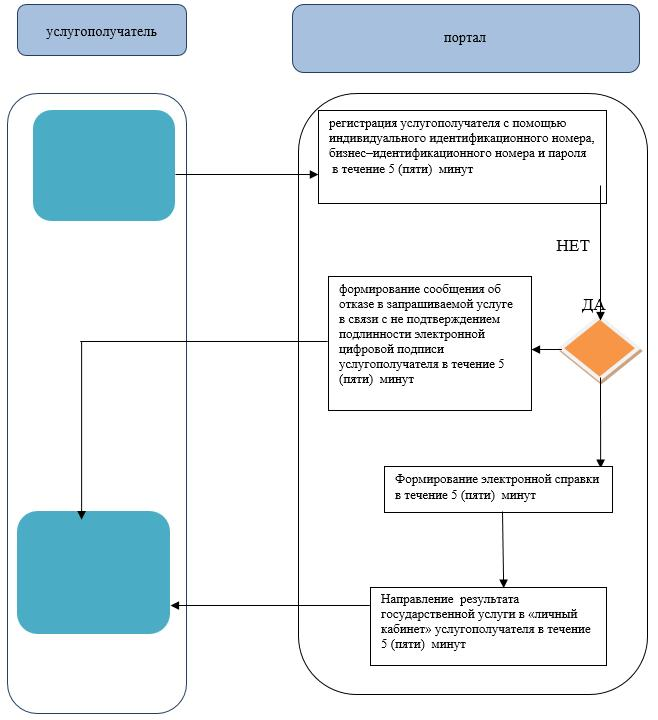 услугополучатель
портал
регистрация услугополучателя с помощью
индивидуального идентификационного номера,
бизнес–идентификационного номера и пароля
в течение 5 (пяти) минут
НЕТ
формирование сообщения об
отказе в запрашиваемой услуге
в связи с не подтверждением
подлинности электронной
цифровой подписи
услугополучателя в течение 5
(пяти) минут
ДА
Формирование электронной справки
в течение 5 (пяти) минут
Направление результата
государственной услуги в «личный
кабинет» услугополучателя в течение
5 (пяти) минут